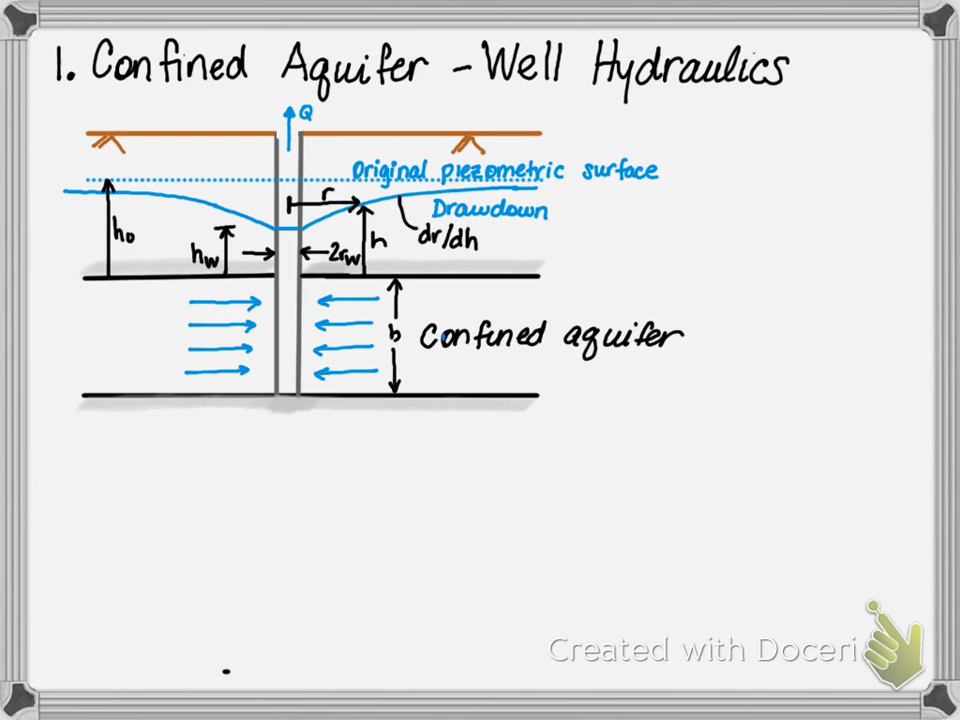 1. Confined Aquifer - Well Hydraulics
Q
Original piezometric surface
r
Drawdown
h₀
hw
2rw
h
dr/dh
b
Confined aquifer
Created with Doceri